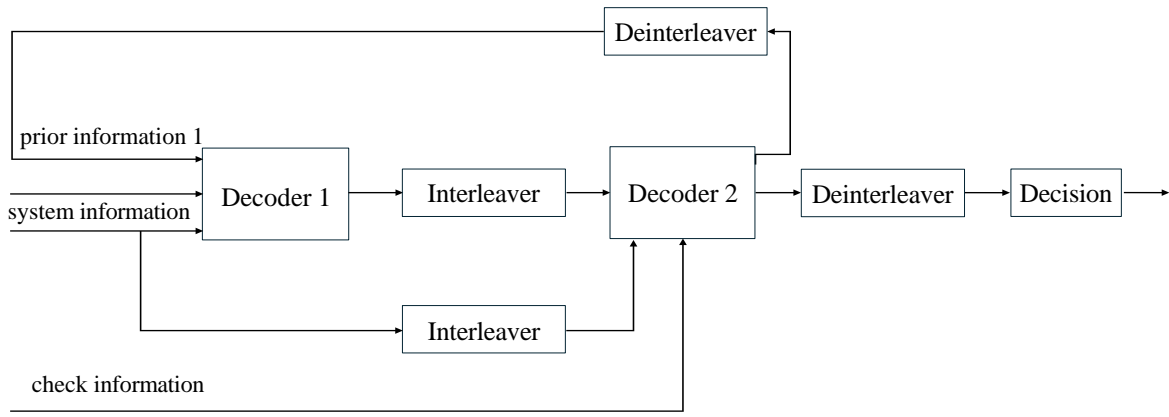 Deinterleaver
prior information 1
Decoder 1
Interleaver
Decoder 2
Deinterleaver
Decision
system information
Interleaver
check information